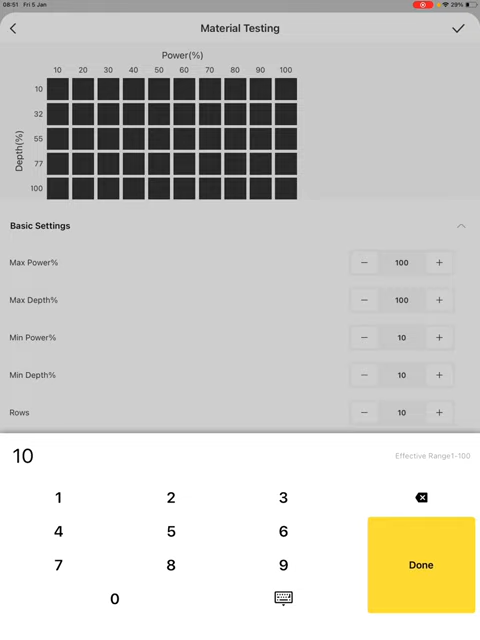 08:51 Fri 5 Jan 29%
Material Testing
Power(%)
10 20 30 40 50 60 70 80 90 100
Depth(%)
10
32
55
77
100
Basic Settings
Max Power% − 100 +
Max Depth% − 100 +
Min Power% − 10 +
Min Depth% − 10 +
Rows − 10 +
10 Effective Range1-100
1 2 3
4 5 6
7 8 9 Done
0